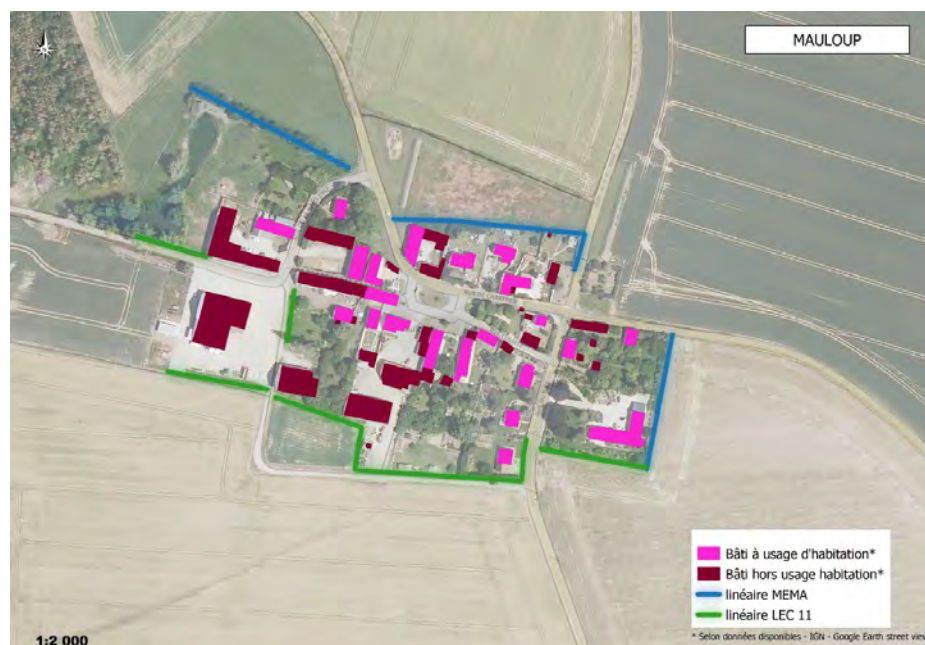 MAULOUP
Bâti à usage d'habitation*
Bâti hors usage habitation*
linéaire MEMA
linéaire LEC 11
* Selon données disponibles - IGN - Google Earth street view
1:2 000